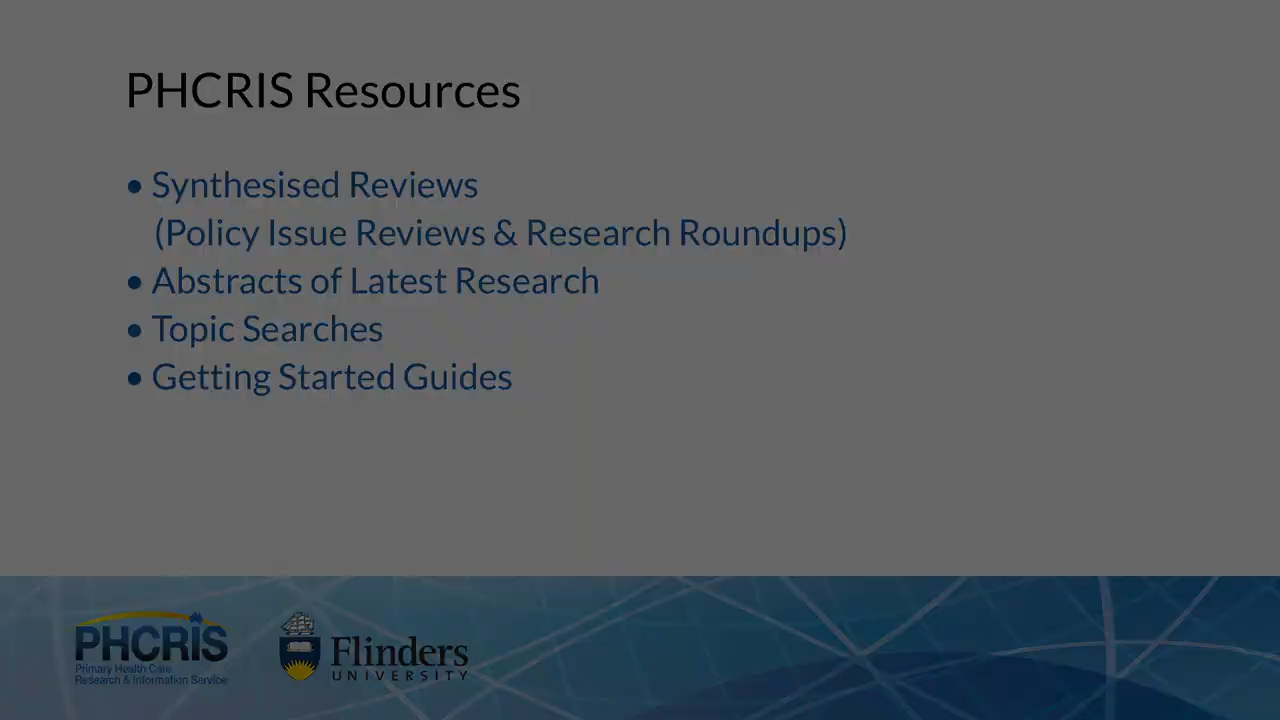 PHCRIS Resources
• Synthesised Reviews
(Policy Issue Reviews & Research Roundups)
• Abstracts of Latest Research
• Topic Searches
• Getting Started Guides
PHCRIS
Primary Health Care
Research & Information Service
Flinders
UNIVERSITY